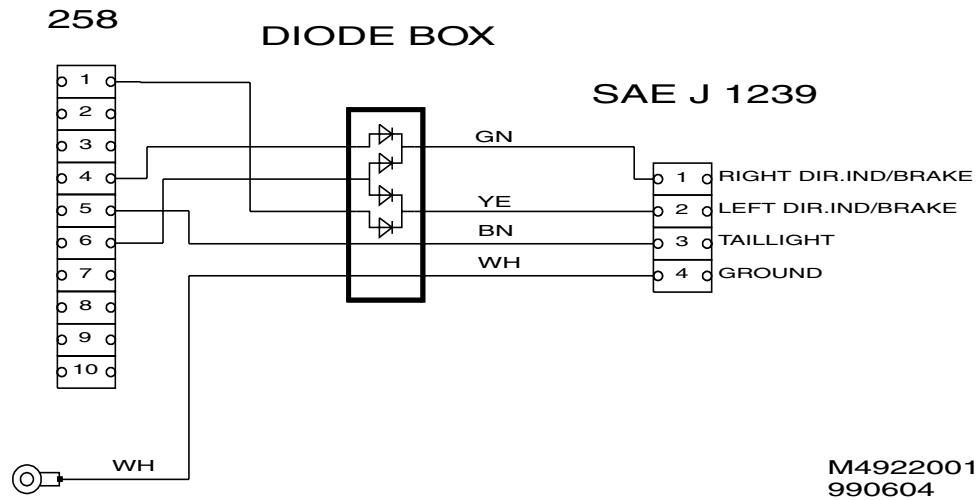 258
DIODE BOX
SAE J 1239
1
2
3
4
5
6
7
8
9
10
GN
YE
BN
WH
1 RIGHT DIR.IND/BRAKE
2 LEFT DIR.IND/BRAKE
3 TAILLIGHT
4 GROUND
WH
M4922001
990604